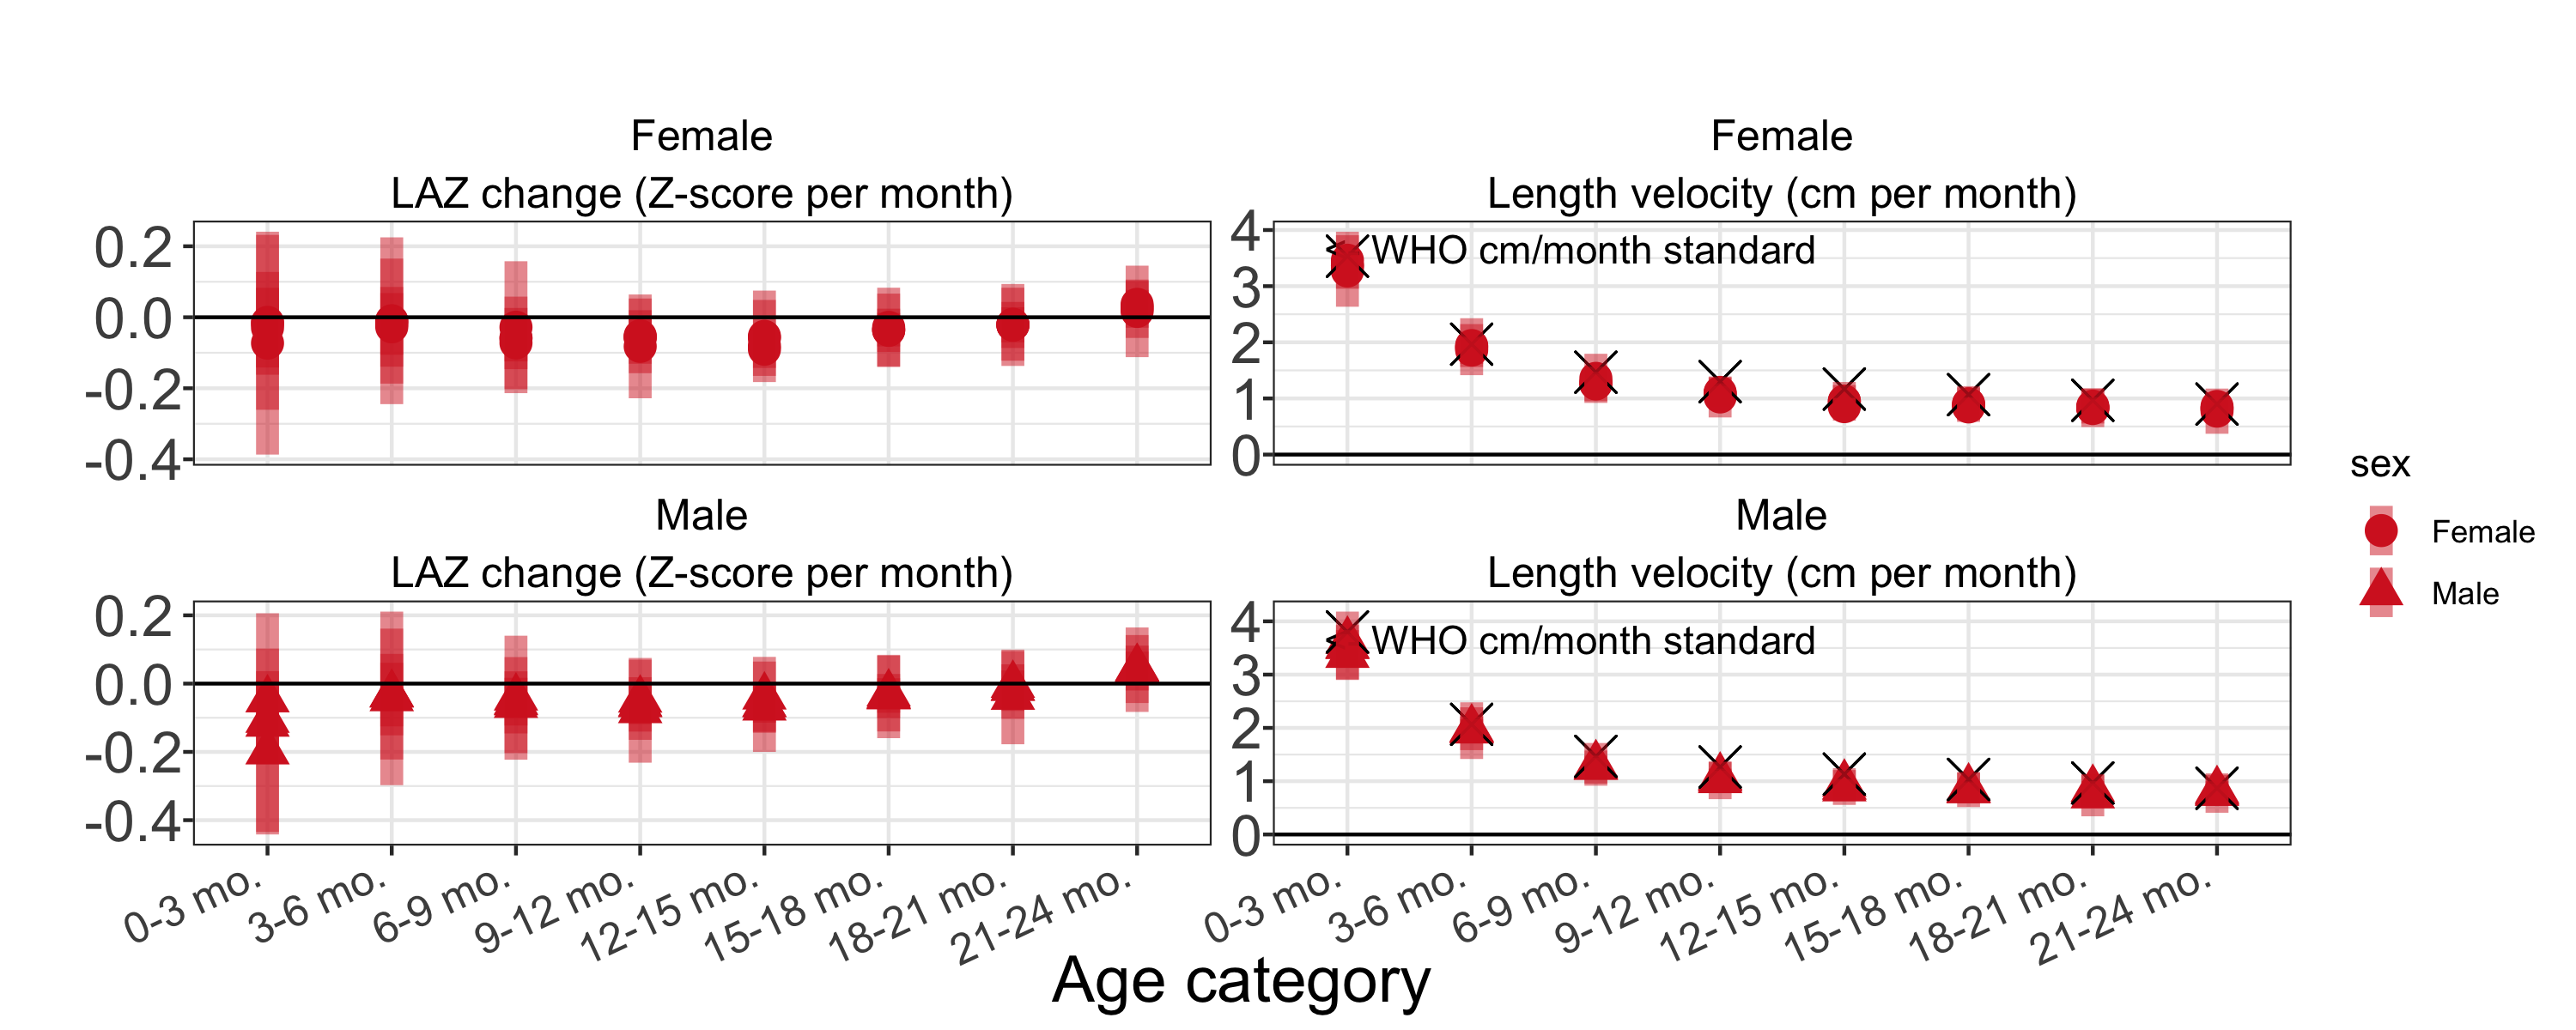 Female
LAZ change (Z-score per month)
0.2
0.0
-0.2
-0.4
Female
Length velocity (cm per month)
4
3
2
1
0
WHO cm/month standard
Male
LAZ change (Z-score per month)
0.2
0.0
-0.2
-0.4
0-3 mo.
3-6 mo.
6-9 mo.
9-12 mo.
12-15 mo.
15-18 mo.
18-21 mo.
21-24 mo.
Male
Length velocity (cm per month)
4
3
2
1
0
WHO cm/month standard
0-3 mo.
3-6 mo.
6-9 mo.
9-12 mo.
12-15 mo.
15-18 mo.
18-21 mo.
21-24 mo.
Age category
sex
Female
Male